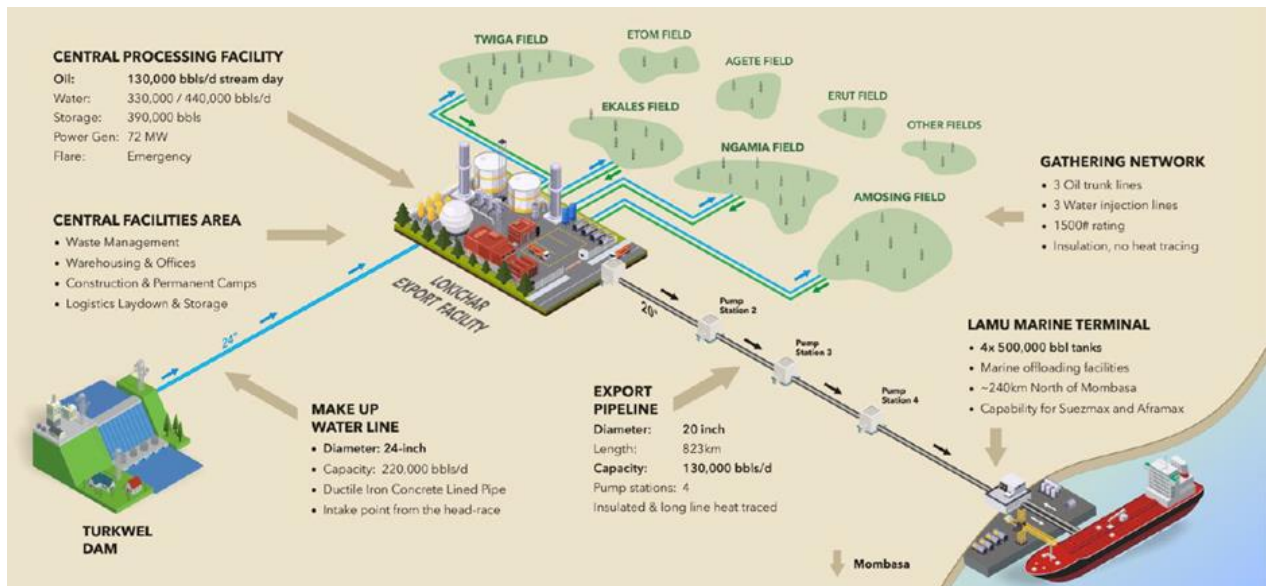 CENTRAL PROCESSING FACILITY
Oil: 130,000 bbls/d stream day
Water: 330,000 / 440,000 bbls/d
Storage: 390,000 bbls
Power Gen: 72 MW
Flare: Emergency
TWIGA FIELD
ETOM FIELD
AGETE FIELD
EKALES FIELD
ERUT FIELD
OTHER FIELDS
NGAMIA FIELD
AMOSING FIELD
GATHERING NETWORK
• 3 Oil trunk lines
• 3 Water injection lines
• 1500# rating
• Insulation, no heat tracing
CENTRAL FACILITIES AREA
• Waste Management
• Warehousing & Offices
• Construction & Permanent Camps
• Logistics Laydown & Storage
LOKICHAR
EXPORT FACILITY
24"
20"
Pump
Station 2
Pump
Station 3
Pump
Station 4
LAMU MARINE TERMINAL
• 4x 500,000 bbl tanks
• Marine offloading facilities
• ~240km North of Mombasa
• Capability for Suezmax and Aframax
MAKE UP
WATER LINE
• Diameter: 24-inch
• Capacity: 220,000 bbls/d
• Ductile Iron Concrete Lined Pipe
• Intake point from the head-race
EXPORT
PIPELINE
Diameter: 20 inch
Length: 823km
Capacity: 130,000 bbls/d
Pump stations: 4
Insulated & long line heat traced
TURKWEL
DAM
Mombasa